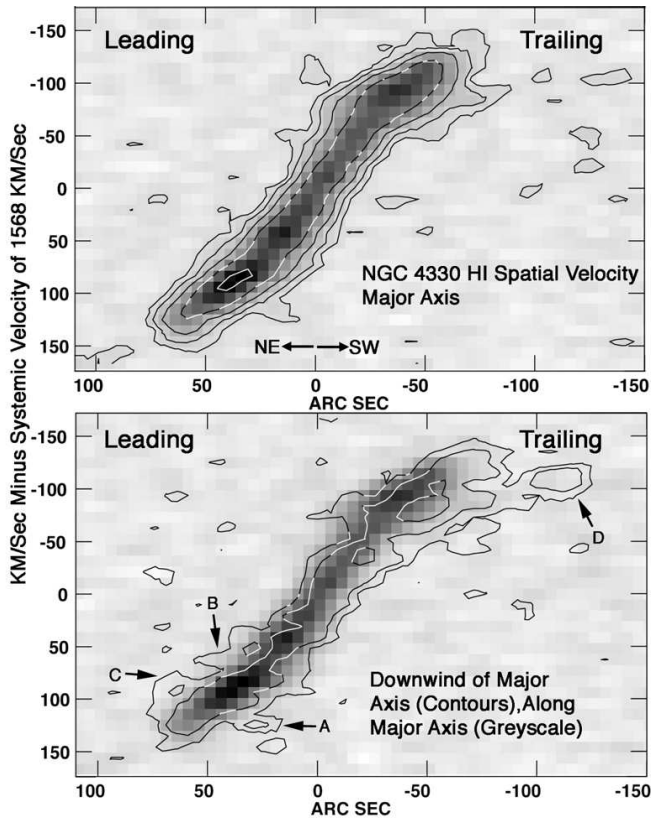 KM/Sec Minus Systemic Velocity of 1568 KM/Sec
Leading Trailing
-150
-100
-50
0
50
100
150
NGC 4330 HI Spatial Velocity
Major Axis
NE SW
100 50 0 -50 -100 -150
ARC SEC
Leading Trailing
-150
-100
-50
0
50
100
150
D
B
C
A
Downwind of Major
Axis (Contours),Along
Major Axis (Greyscale)
100 50 0 -50 -100 -150
ARC SEC